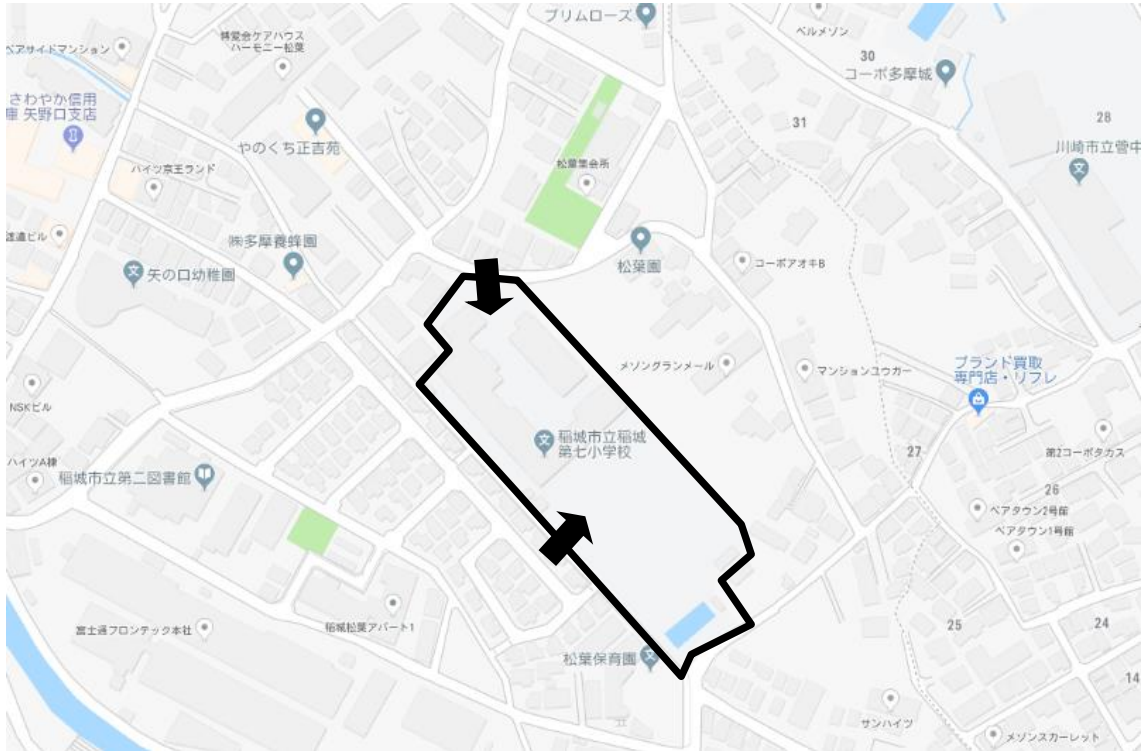 プリムローズ
ベアサイドマンション
博愛会ケアハウス
ハーモニー松葉
ベルメゾン
30
コーポ多摩城
さわやか信用
庫 矢野口支店
やのくち正吉苑
31
28
川崎市立菅中
松葉集会所
ハイツ京王ランド
㈱多摩養蜂園
矢の口幼稚園
松葉園
コーポアオキB
メゾングランメール
マンションユウガー
ブランド買取
専門店・リフレ
NSKビル
稲城市立稲城
第七小学校
ハイツA棟
稲城市立第二図書館
27
第2コーポタカス
26
ベアタウン2号館
ベアタウン1号館
富士通フロンテック本社
稲城松葉アパート1
25
24
松葉保育園
14
サンハイツ
メゾンスカーレット